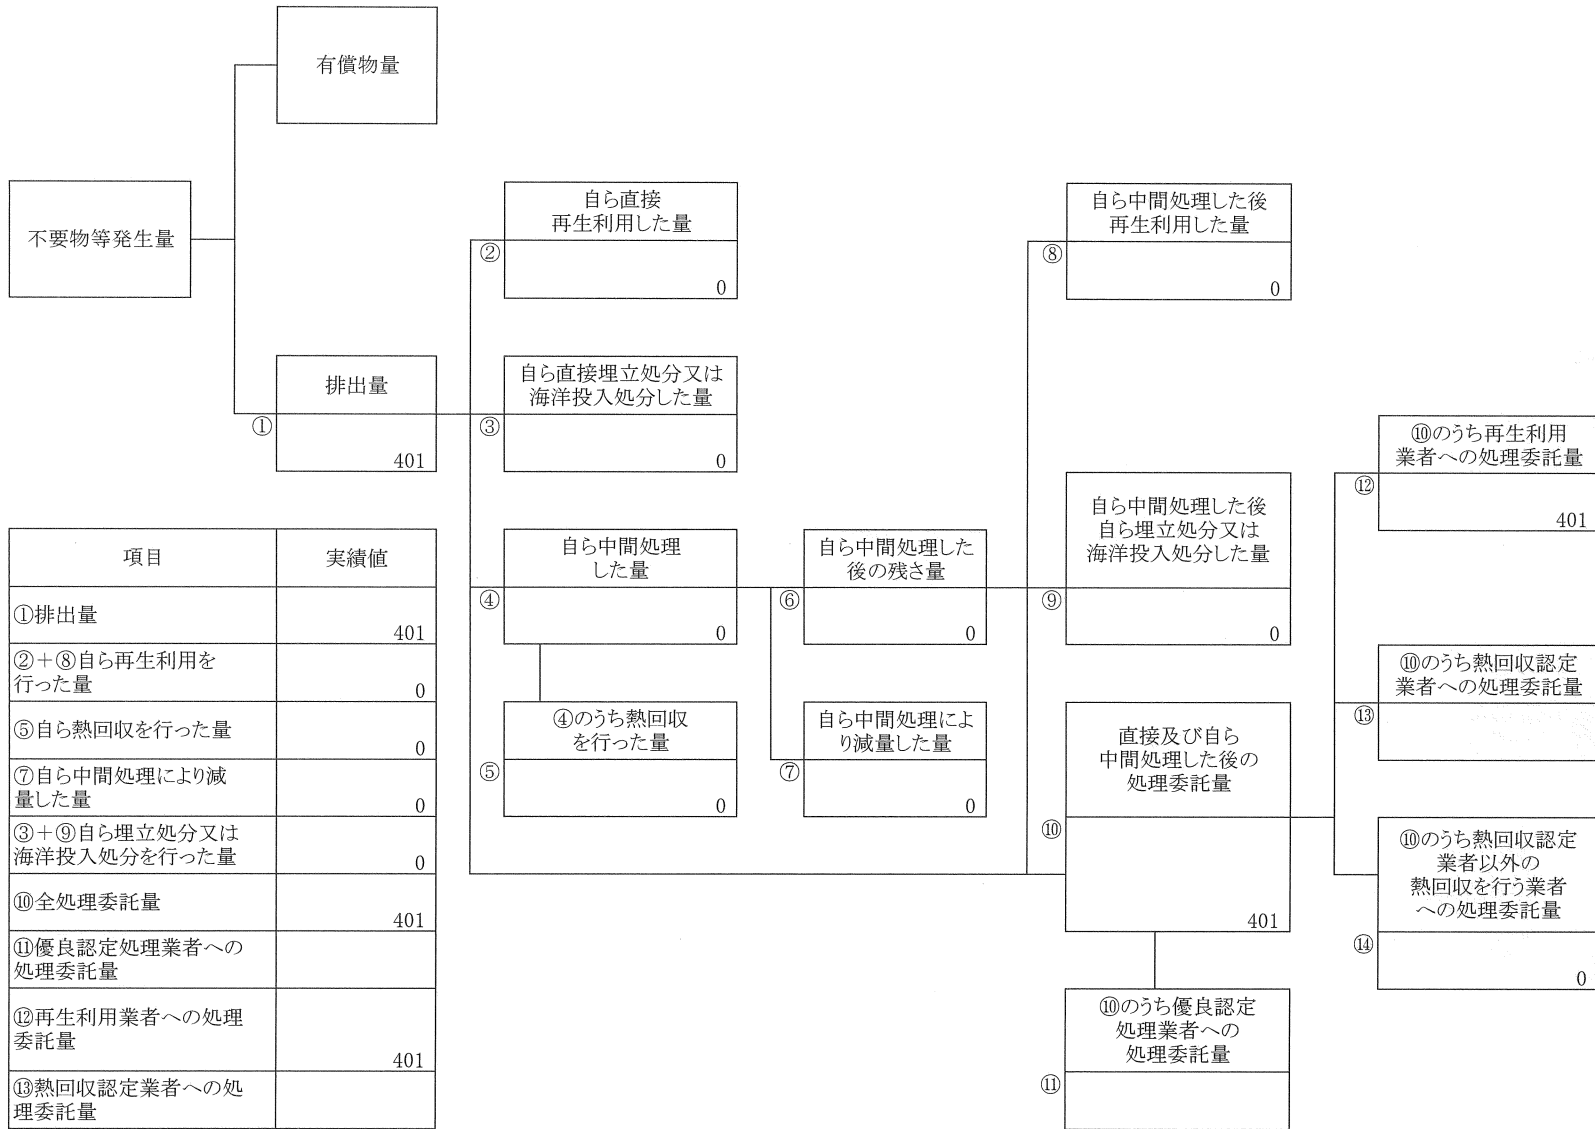 有償物量
不要物等発生量
排出量
①
401
自ら直接
再生利用した量
②
0
自ら直接埋立処分又は
海洋投入処分した量
③
0
自ら中間処理
した量
④
0
④のうち熱回収
を行った量
⑤
0
自ら中間処理した
後の残さ量
⑥
0
自ら中間処理によ
り減量した量
⑦
0
自ら中間処理した後
再生利用した量
⑧
0
自ら中間処理した後
自ら埋立処分又は
海洋投入処分した量
⑨
0
直接及び自ら
中間処理した後の
処理委託量
⑩
401
⑩のうち優良認定
処理業者への
処理委託量
⑪
⑩のうち再生利用
業者への処理委託量
⑫
401
⑩のうち熱回収認定
業者への処理委託量
⑬
⑩のうち熱回収認定
業者以外の
熱回収を行う業者
への処理委託量
⑭
0
項目 実績値
①排出量
401
②＋⑧自ら再生利用を
行った量 0
⑤自ら熱回収を行った量
0
⑦自ら中間処理により減
量した量 0
③＋⑨自ら埋立処分又は
海洋投入処分を行った量 0
⑩全処理委託量
401
⑪優良認定処理業者への
処理委託量
⑫再生利用業者への処理
委託量
401
⑬熱回収認定業者への処
理委託量